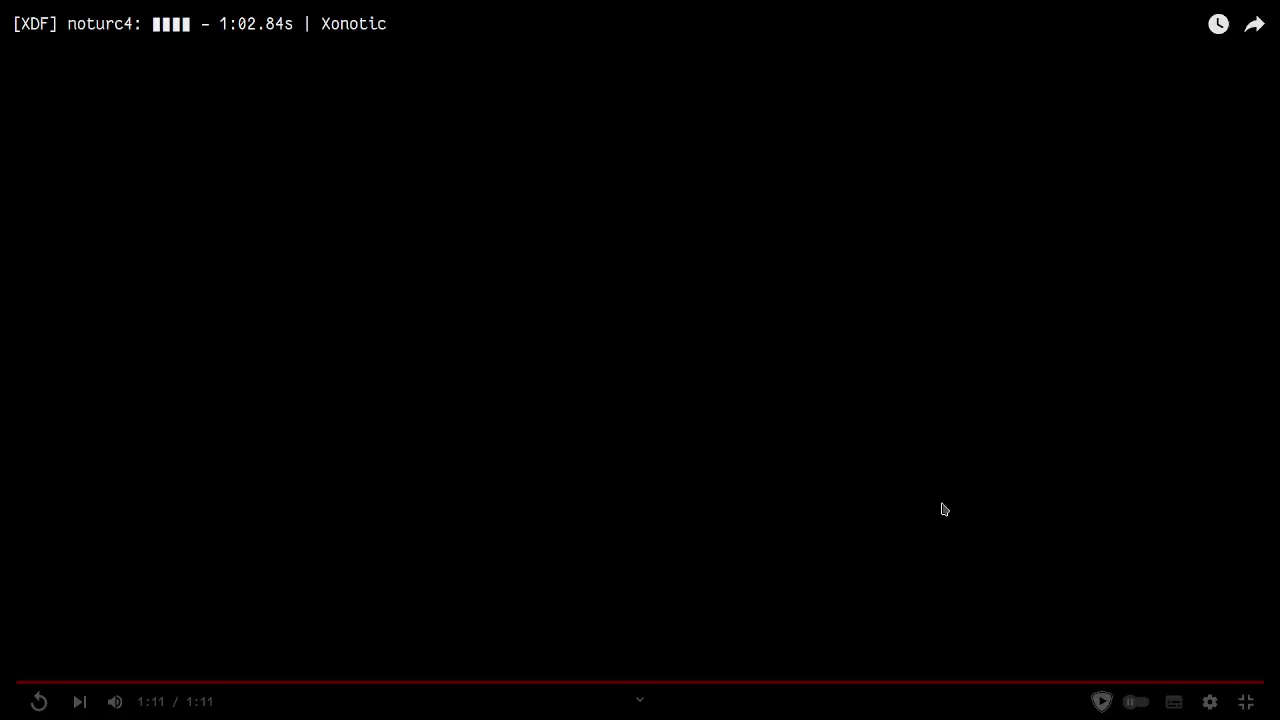 [XDF] noturc4: ▮▮▮▮ – 1:02.84s | Xonotic
1:11 / 1:11